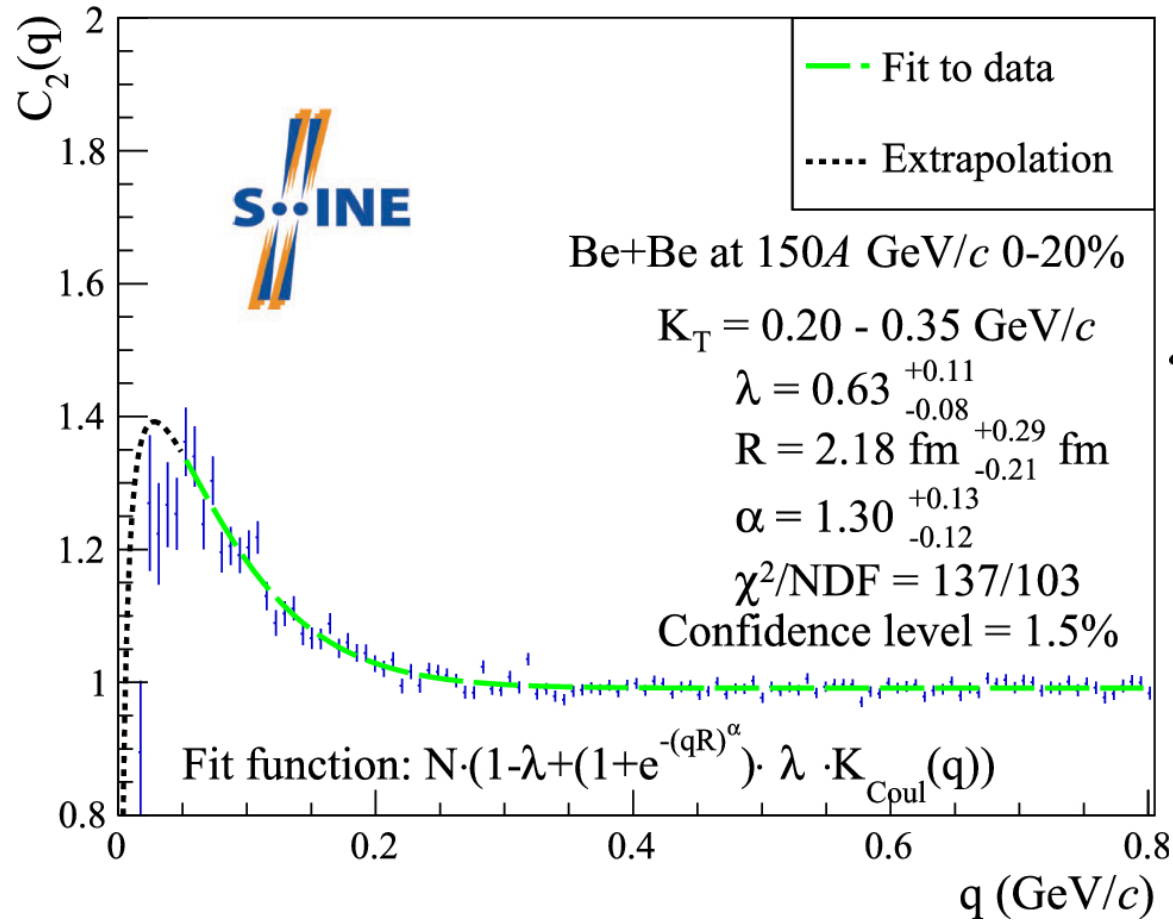 C₂(q)
2
1.8
1.6
1.4
1.2
1
0.8
Fit to data
Extrapolation
S••INE
Be+Be at 150A GeV/c 0-20%
K_T = 0.20 - 0.35 GeV/c
λ = 0.63 +0.11 -0.08
R = 2.18 fm +0.29 -0.21 fm
α = 1.30 +0.13 -0.12
χ²/NDF = 137/103
Confidence level = 1.5%
Fit function: N·(1-λ+(1+e^{-(qR)^α})· λ ·K_Coul(q))
0 0.2 0.4 0.6 0.8
q (GeV/c)